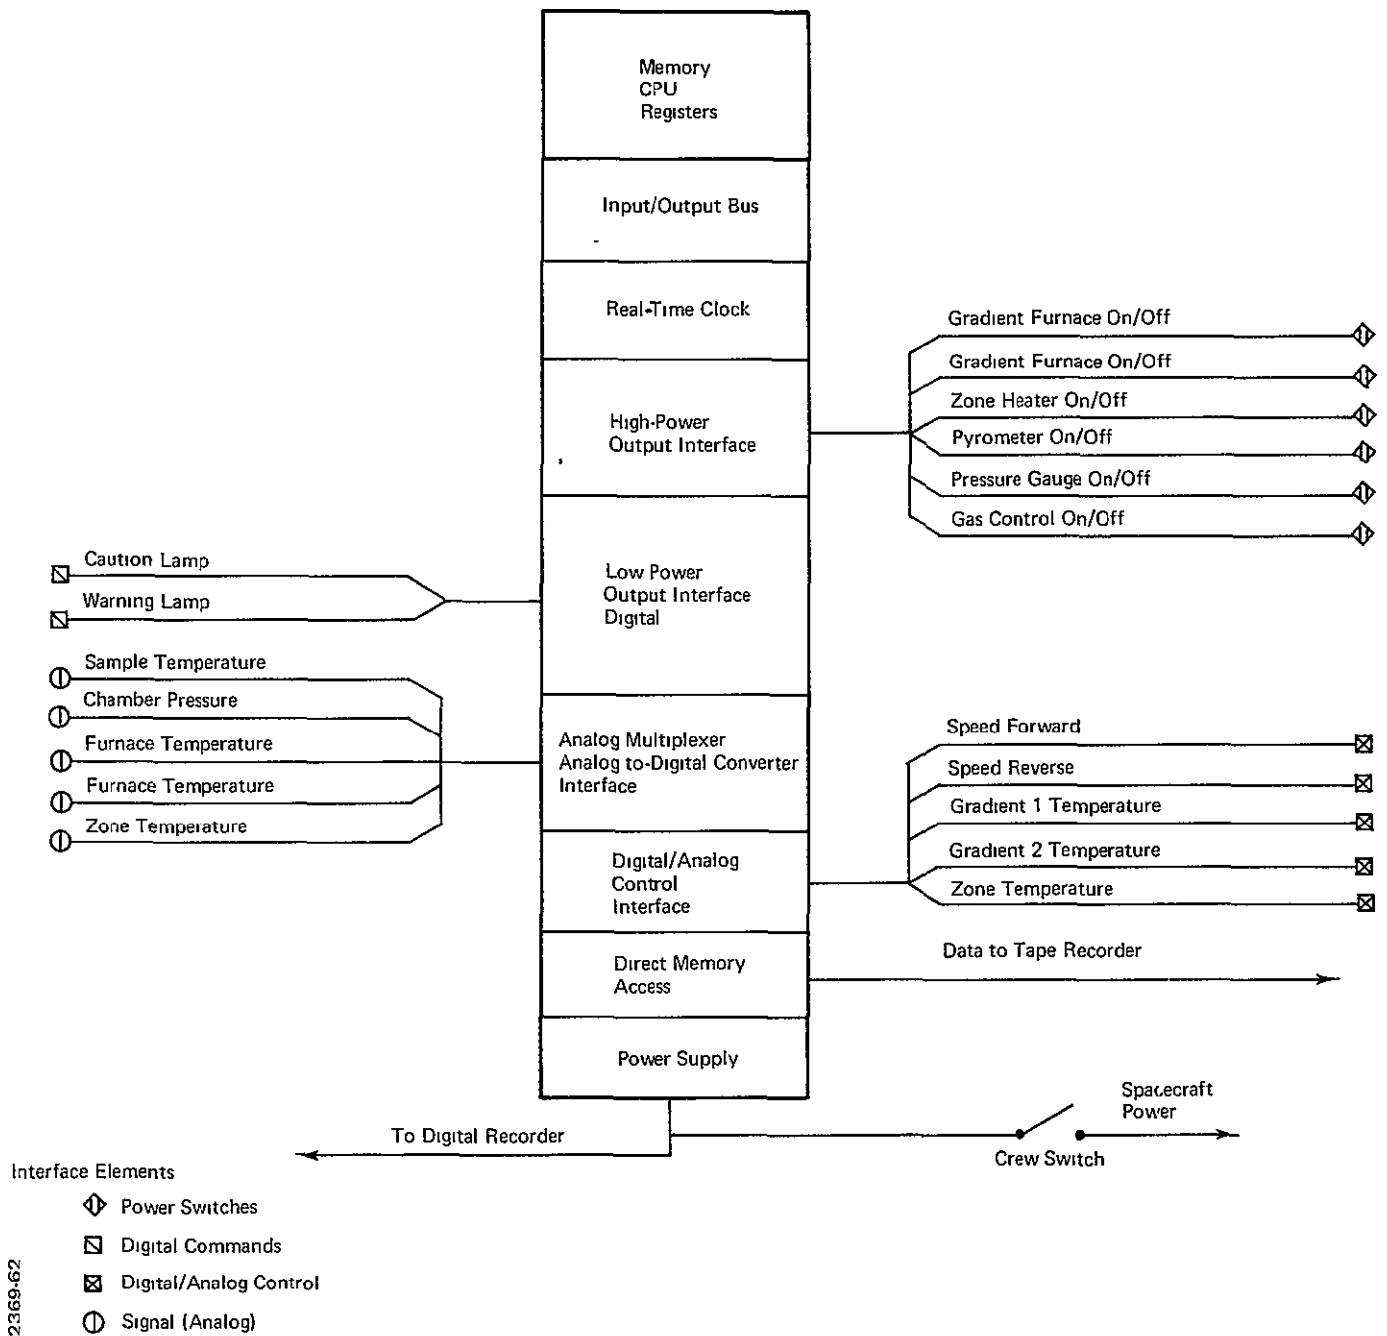 Memory
CPU
Registers
Input/Output Bus
Real-Time Clock
High-Power
Output Interface
Low Power
Output Interface
Digital
Analog Multiplexer
Analog to-Digital Converter
Interface
Digital/Analog
Control
Interface
Direct Memory
Access
Power Supply
Gradient Furnace On/Off
Gradient Furnace On/Off
Zone Heater On/Off
Pyrometer On/Off
Pressure Gauge On/Off
Gas Control On/Off
Caution Lamp
Warning Lamp
Sample Temperature
Chamber Pressure
Furnace Temperature
Furnace Temperature
Zone Temperature
Speed Forward
Speed Reverse
Gradient 1 Temperature
Gradient 2 Temperature
Zone Temperature
Data to Tape Recorder
Spacecraft
Power
Crew Switch
To Digital Recorder
Interface Elements
Power Switches
Digital Commands
Digital/Analog Control
Signal (Analog)
2369-62